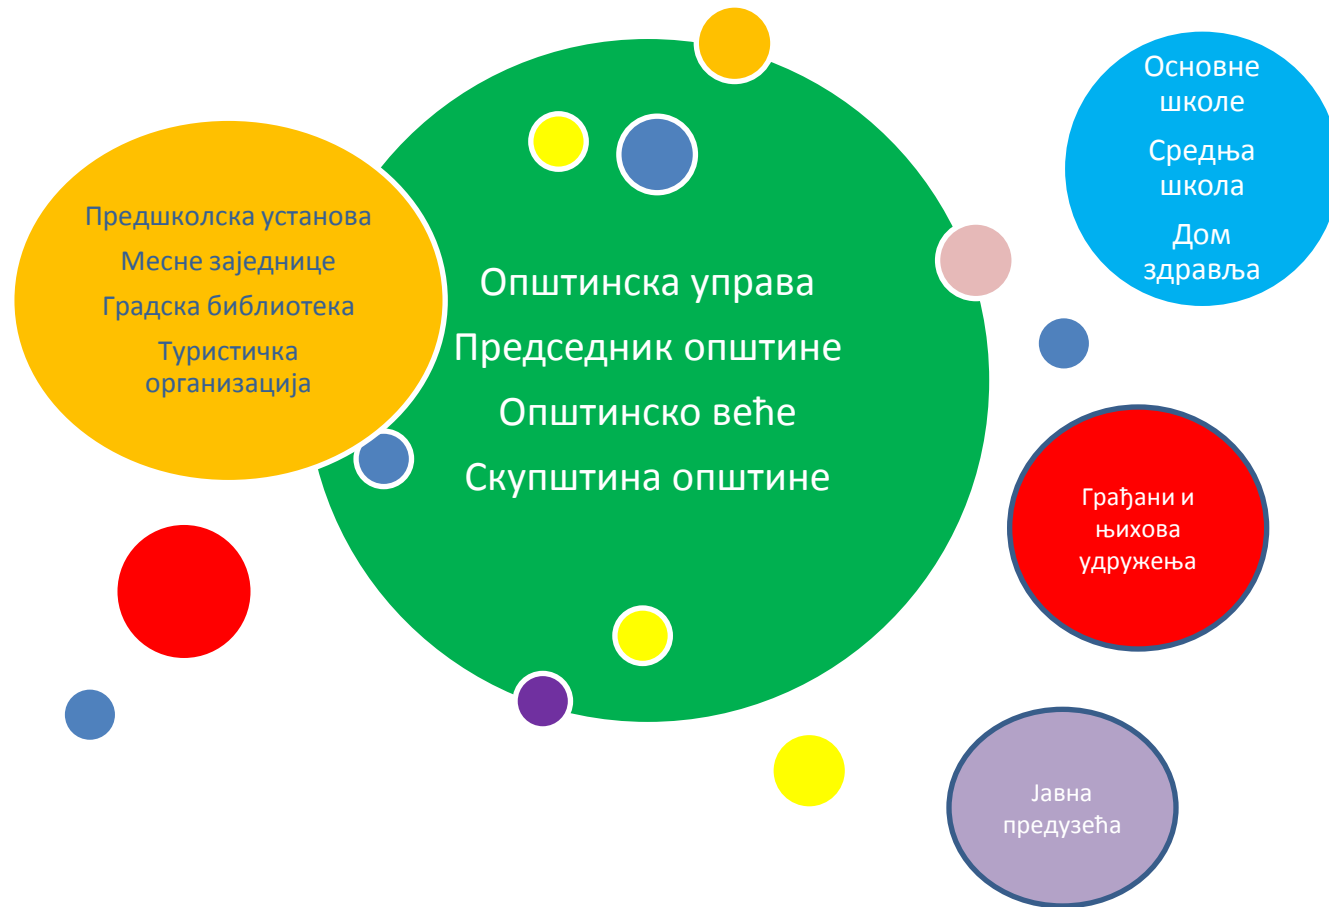 Предшколска установа
Месне заједнице
Градска библиотека
Туристичка
организација
Општинска управа
Председник општине
Општинско веће
Скупштина општине
Основне
школе
Средња
школа
Дом
здравља
Грађани и
њихова
удружења
Јавна
предузећа